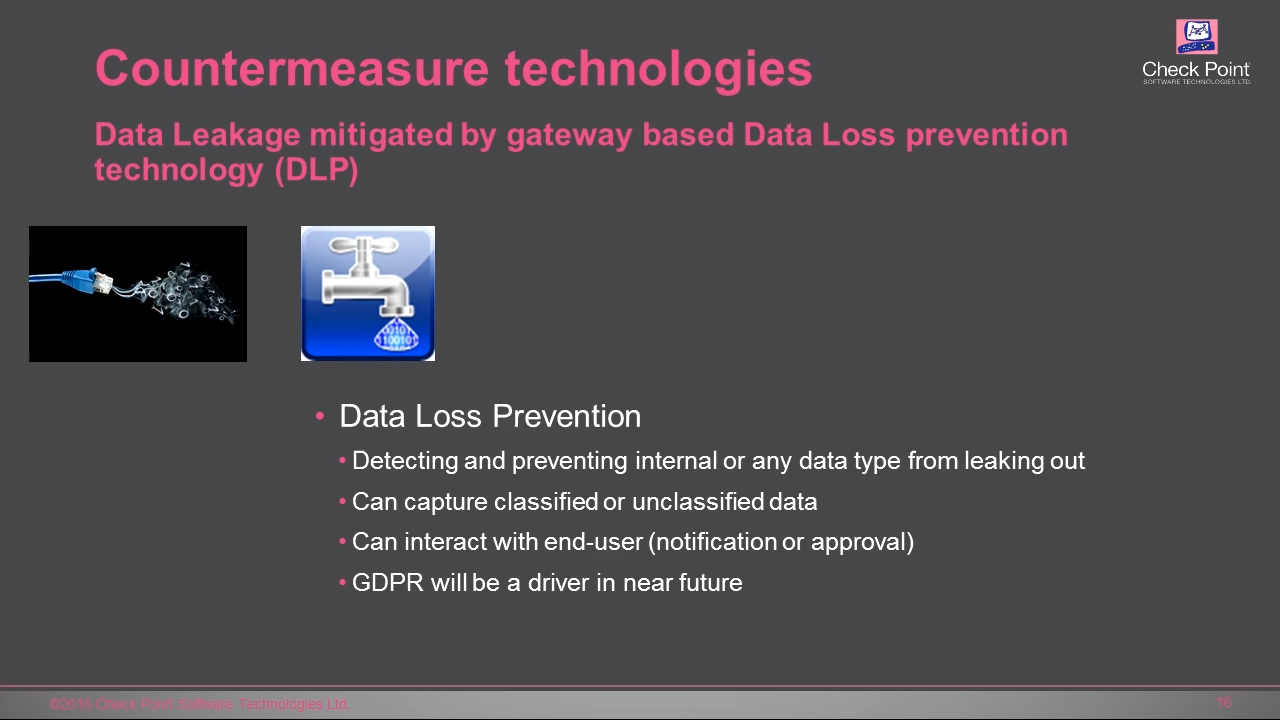 Countermeasure technologies
Check Point
SOFTWARE TECHNOLOGIES LTD.
Data Leakage mitigated by gateway based Data Loss prevention
technology (DLP)
• Data Loss Prevention
• Detecting and preventing internal or any data type from leaking out
• Can capture classified or unclassified data
• Can interact with end-user (notification or approval)
• GDPR will be a driver in near future
©2016 Check Point Software Technologies Ltd.
16